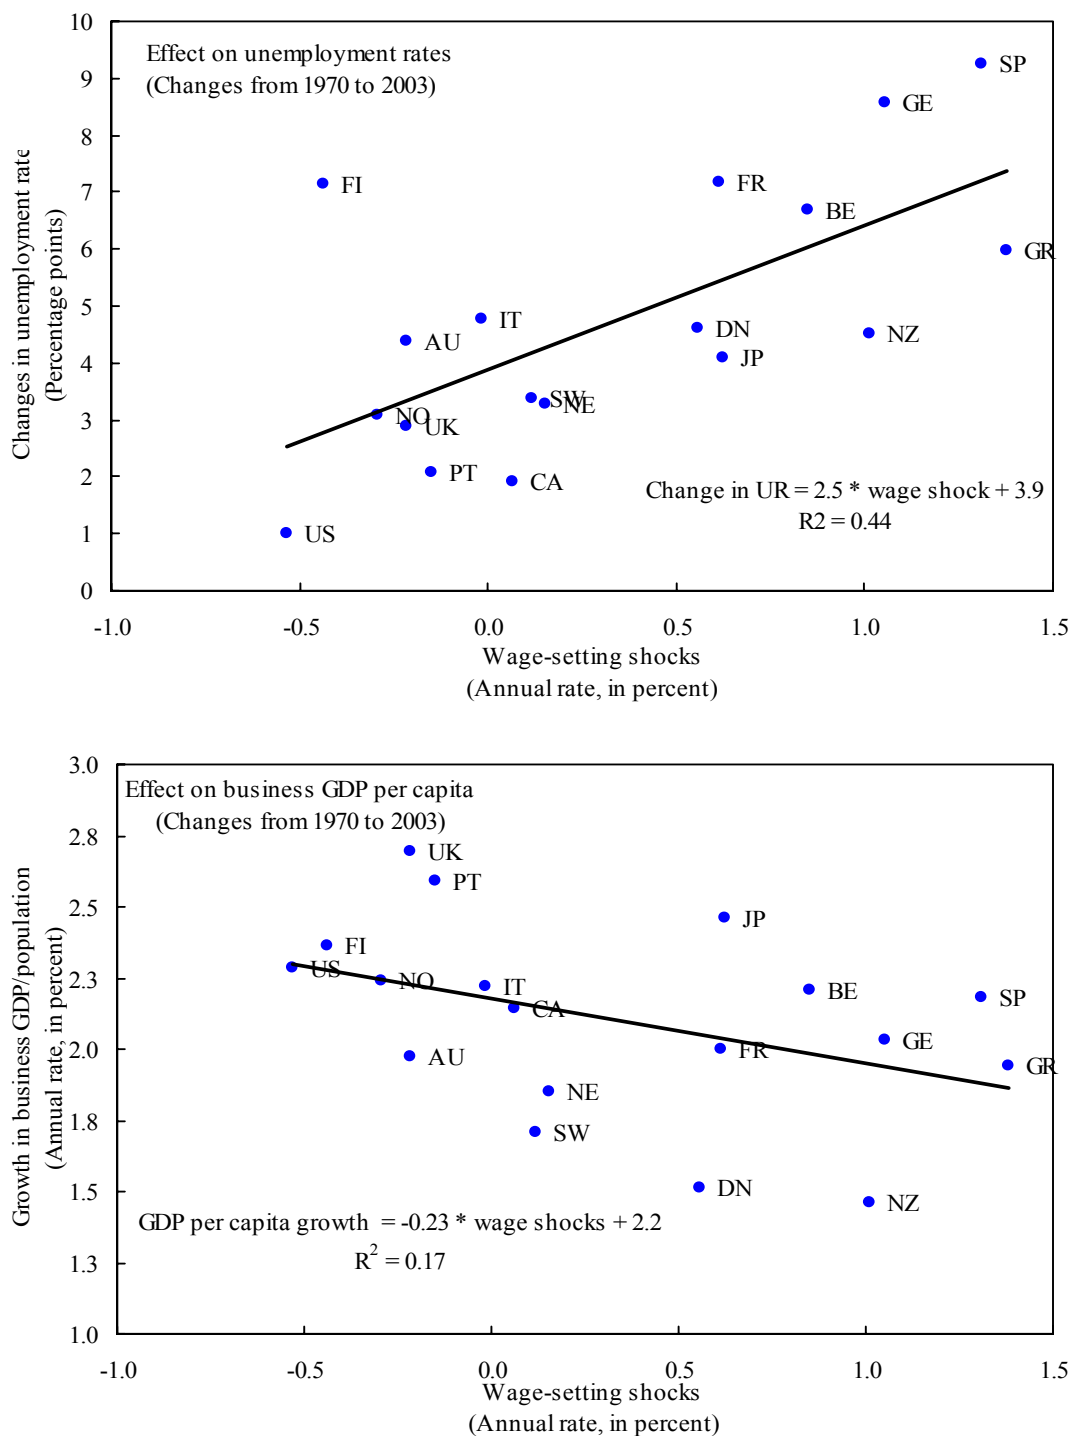 Effect on unemployment rates
(Changes from 1970 to 2003)
Changes in unemployment rate
(Percentage points)
10
9
8
7
6
5
4
3
2
1
0
SP
GE
FI
FR
BE
GR
IT
AU
DN
NZ
JP
SW
NE
NO
UK
PT
CA
US
Change in UR = 2.5 * wage shock + 3.9
R2 = 0.44
-1.0
-0.5
0.0
0.5
1.0
1.5
Wage-setting shocks
(Annual rate, in percent)
Effect on business GDP per capita
(Changes from 1970 to 2003)
Growth in business GDP/population
(Annual rate, in percent)
3.0
2.8
2.5
2.3
2.0
1.8
1.5
1.3
1.0
UK
PT
JP
FI
US
NO
IT
CA
BE
SP
AU
FR
GE
GR
NE
SW
DN
NZ
GDP per capita growth = -0.23 * wage shocks + 2.2
R2 = 0.17
-1.0
-0.5
0.0
0.5
1.0
1.5
Wage-setting shocks
(Annual rate, in percent)